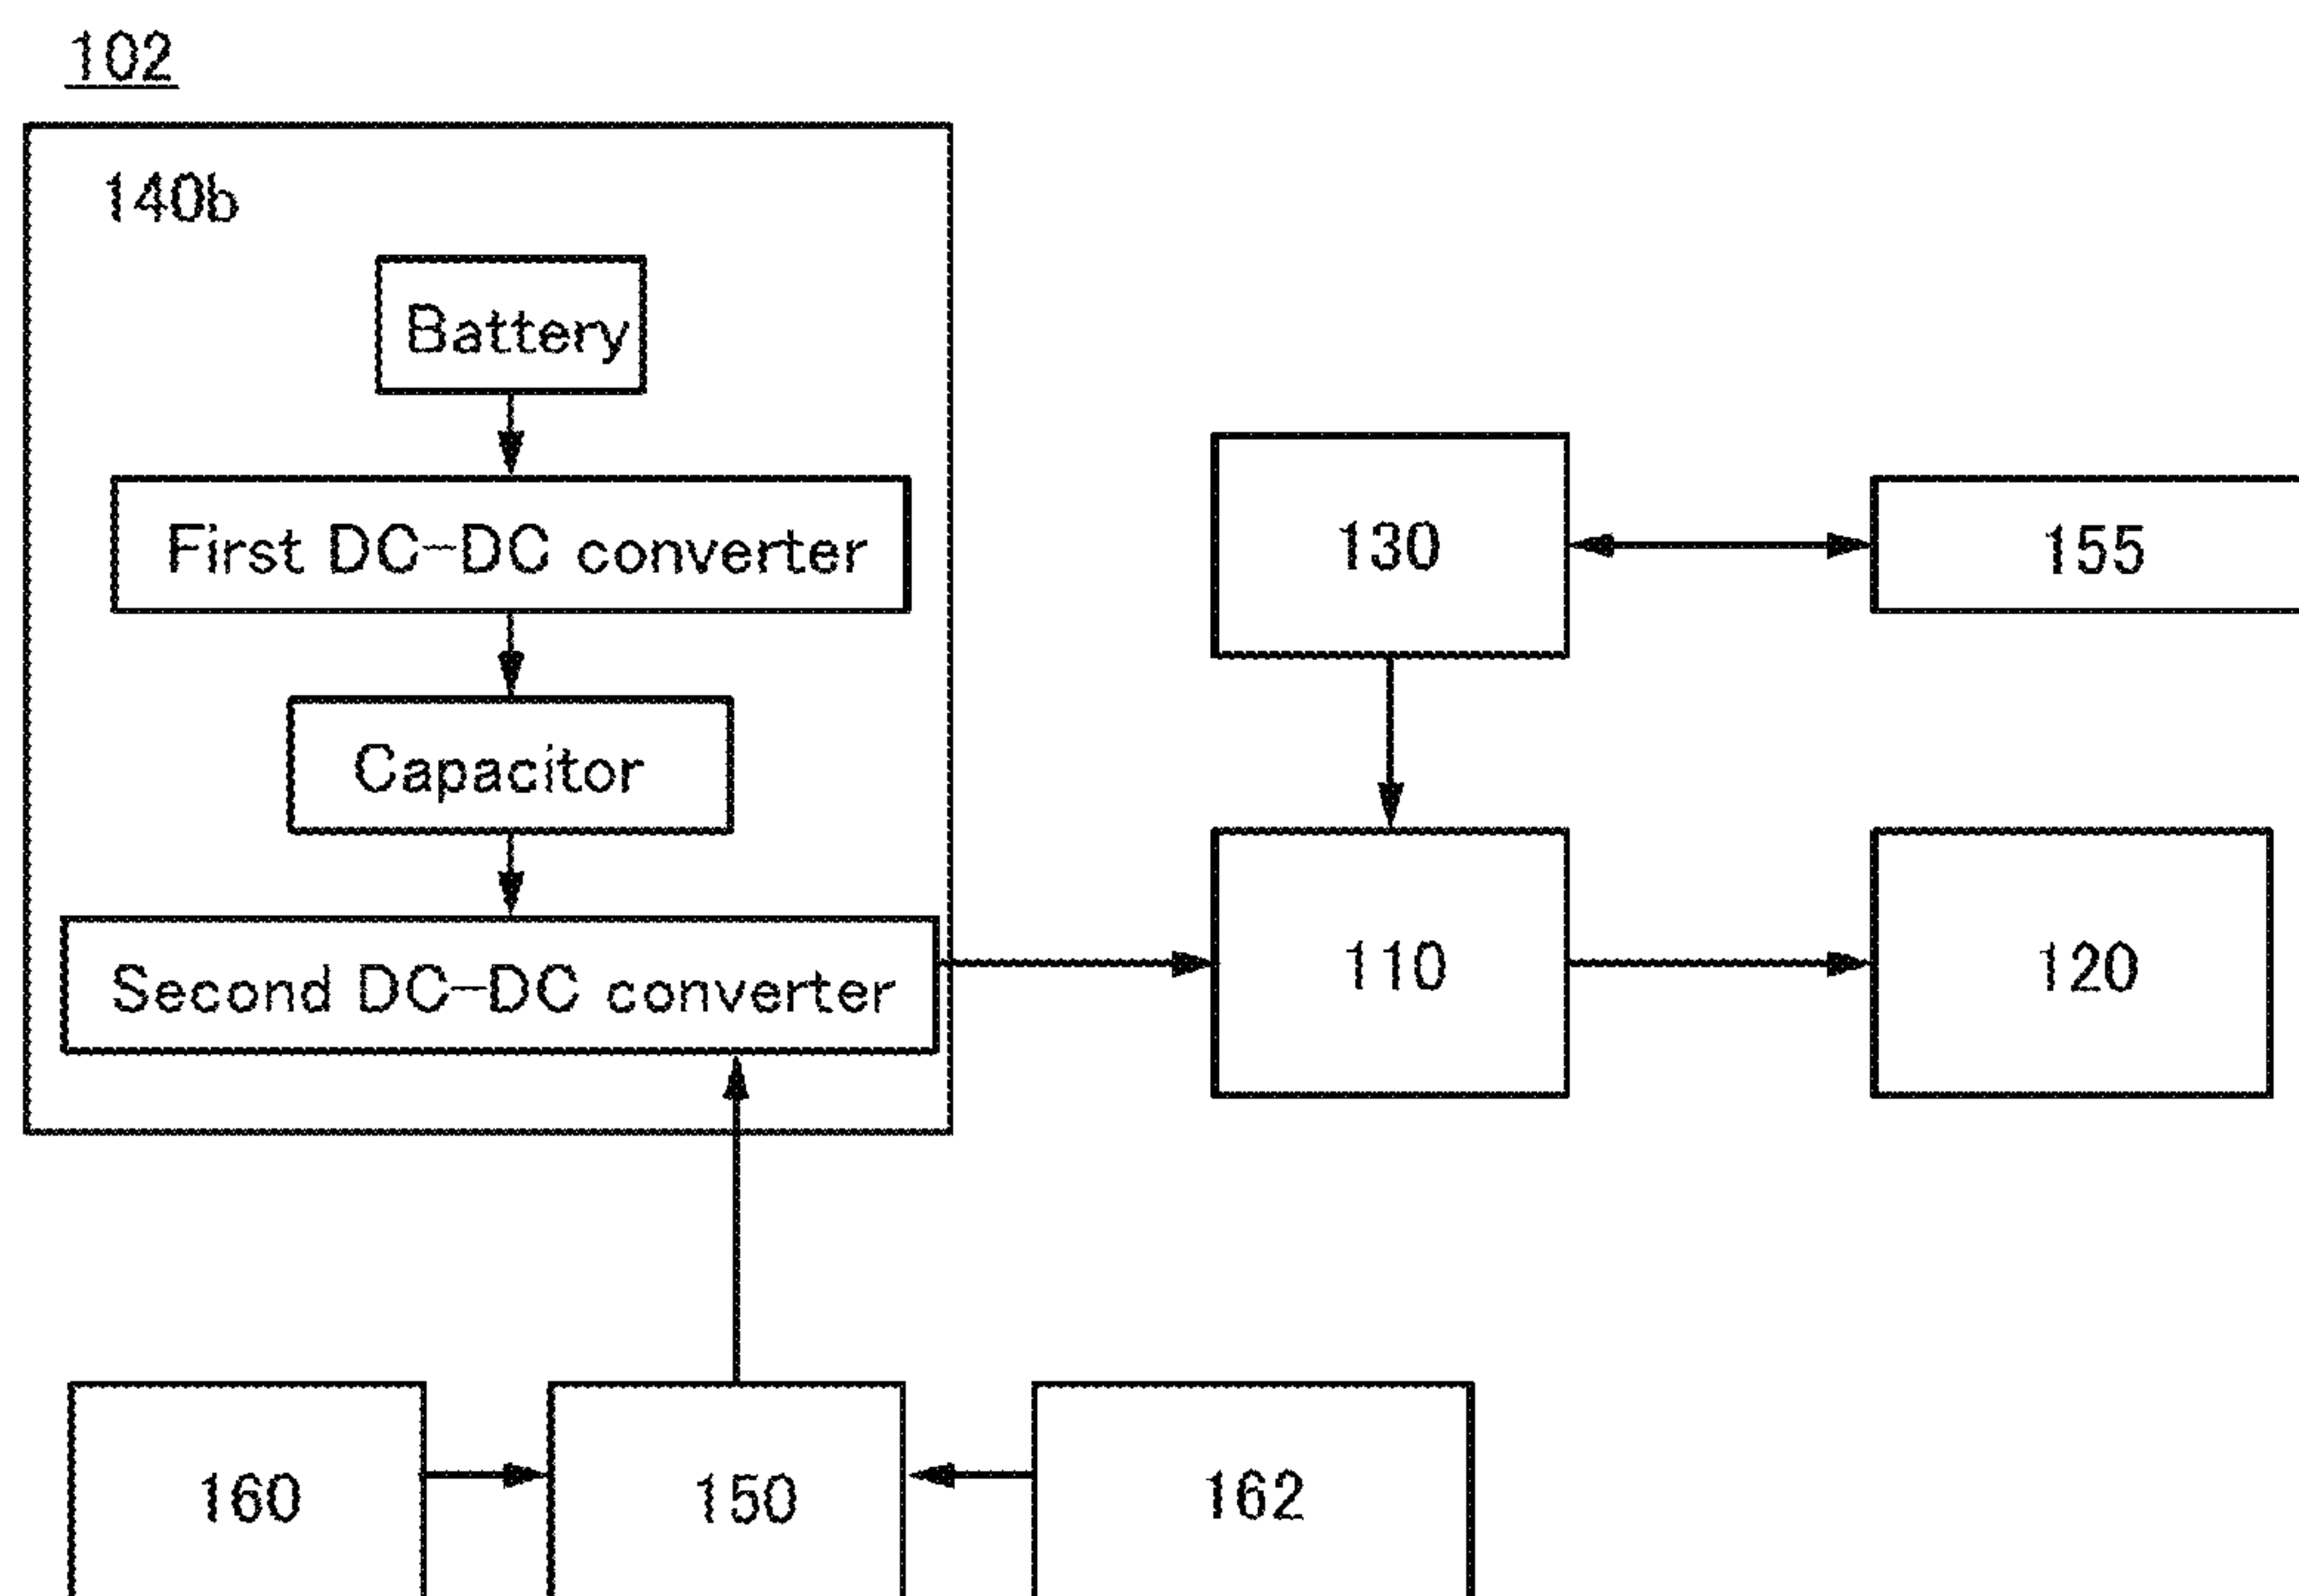 102
140b
Battery
First DC-DC converter
130
155
Capacitor
Second DC-DC converter
110
120
160
150
162